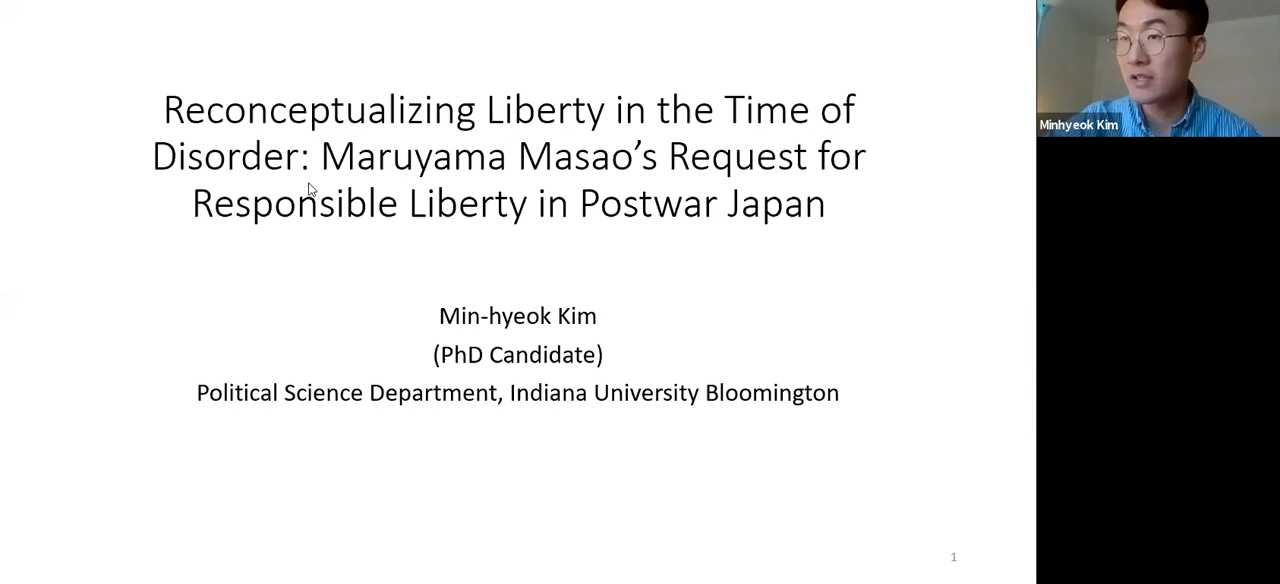 Reconceptualizing Liberty in the Time of
Disorder: Maruyama Masao’s Request for
Responsible Liberty in Postwar Japan
Min-hyeok Kim
(PhD Candidate)
Political Science Department, Indiana University Bloomington
1
Minhyeok Kim